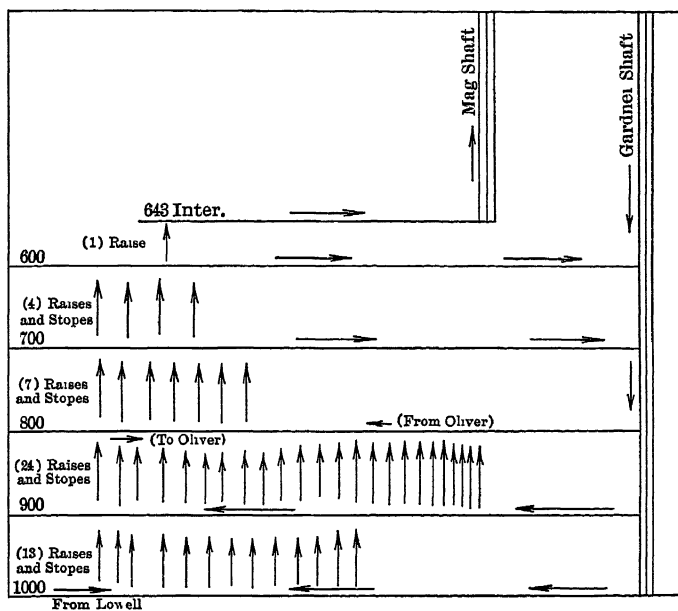 Mag Shaft
Gardner Shaft
643 Inter.
(1) Raise
600
(4) Raises
and Stopes
700
(7) Raises
and Stopes
800
(From Oliver)
(To Oliver)
(24) Raises
and Stopes
900
(13) Raises
and Stopes
1000
From Lowell